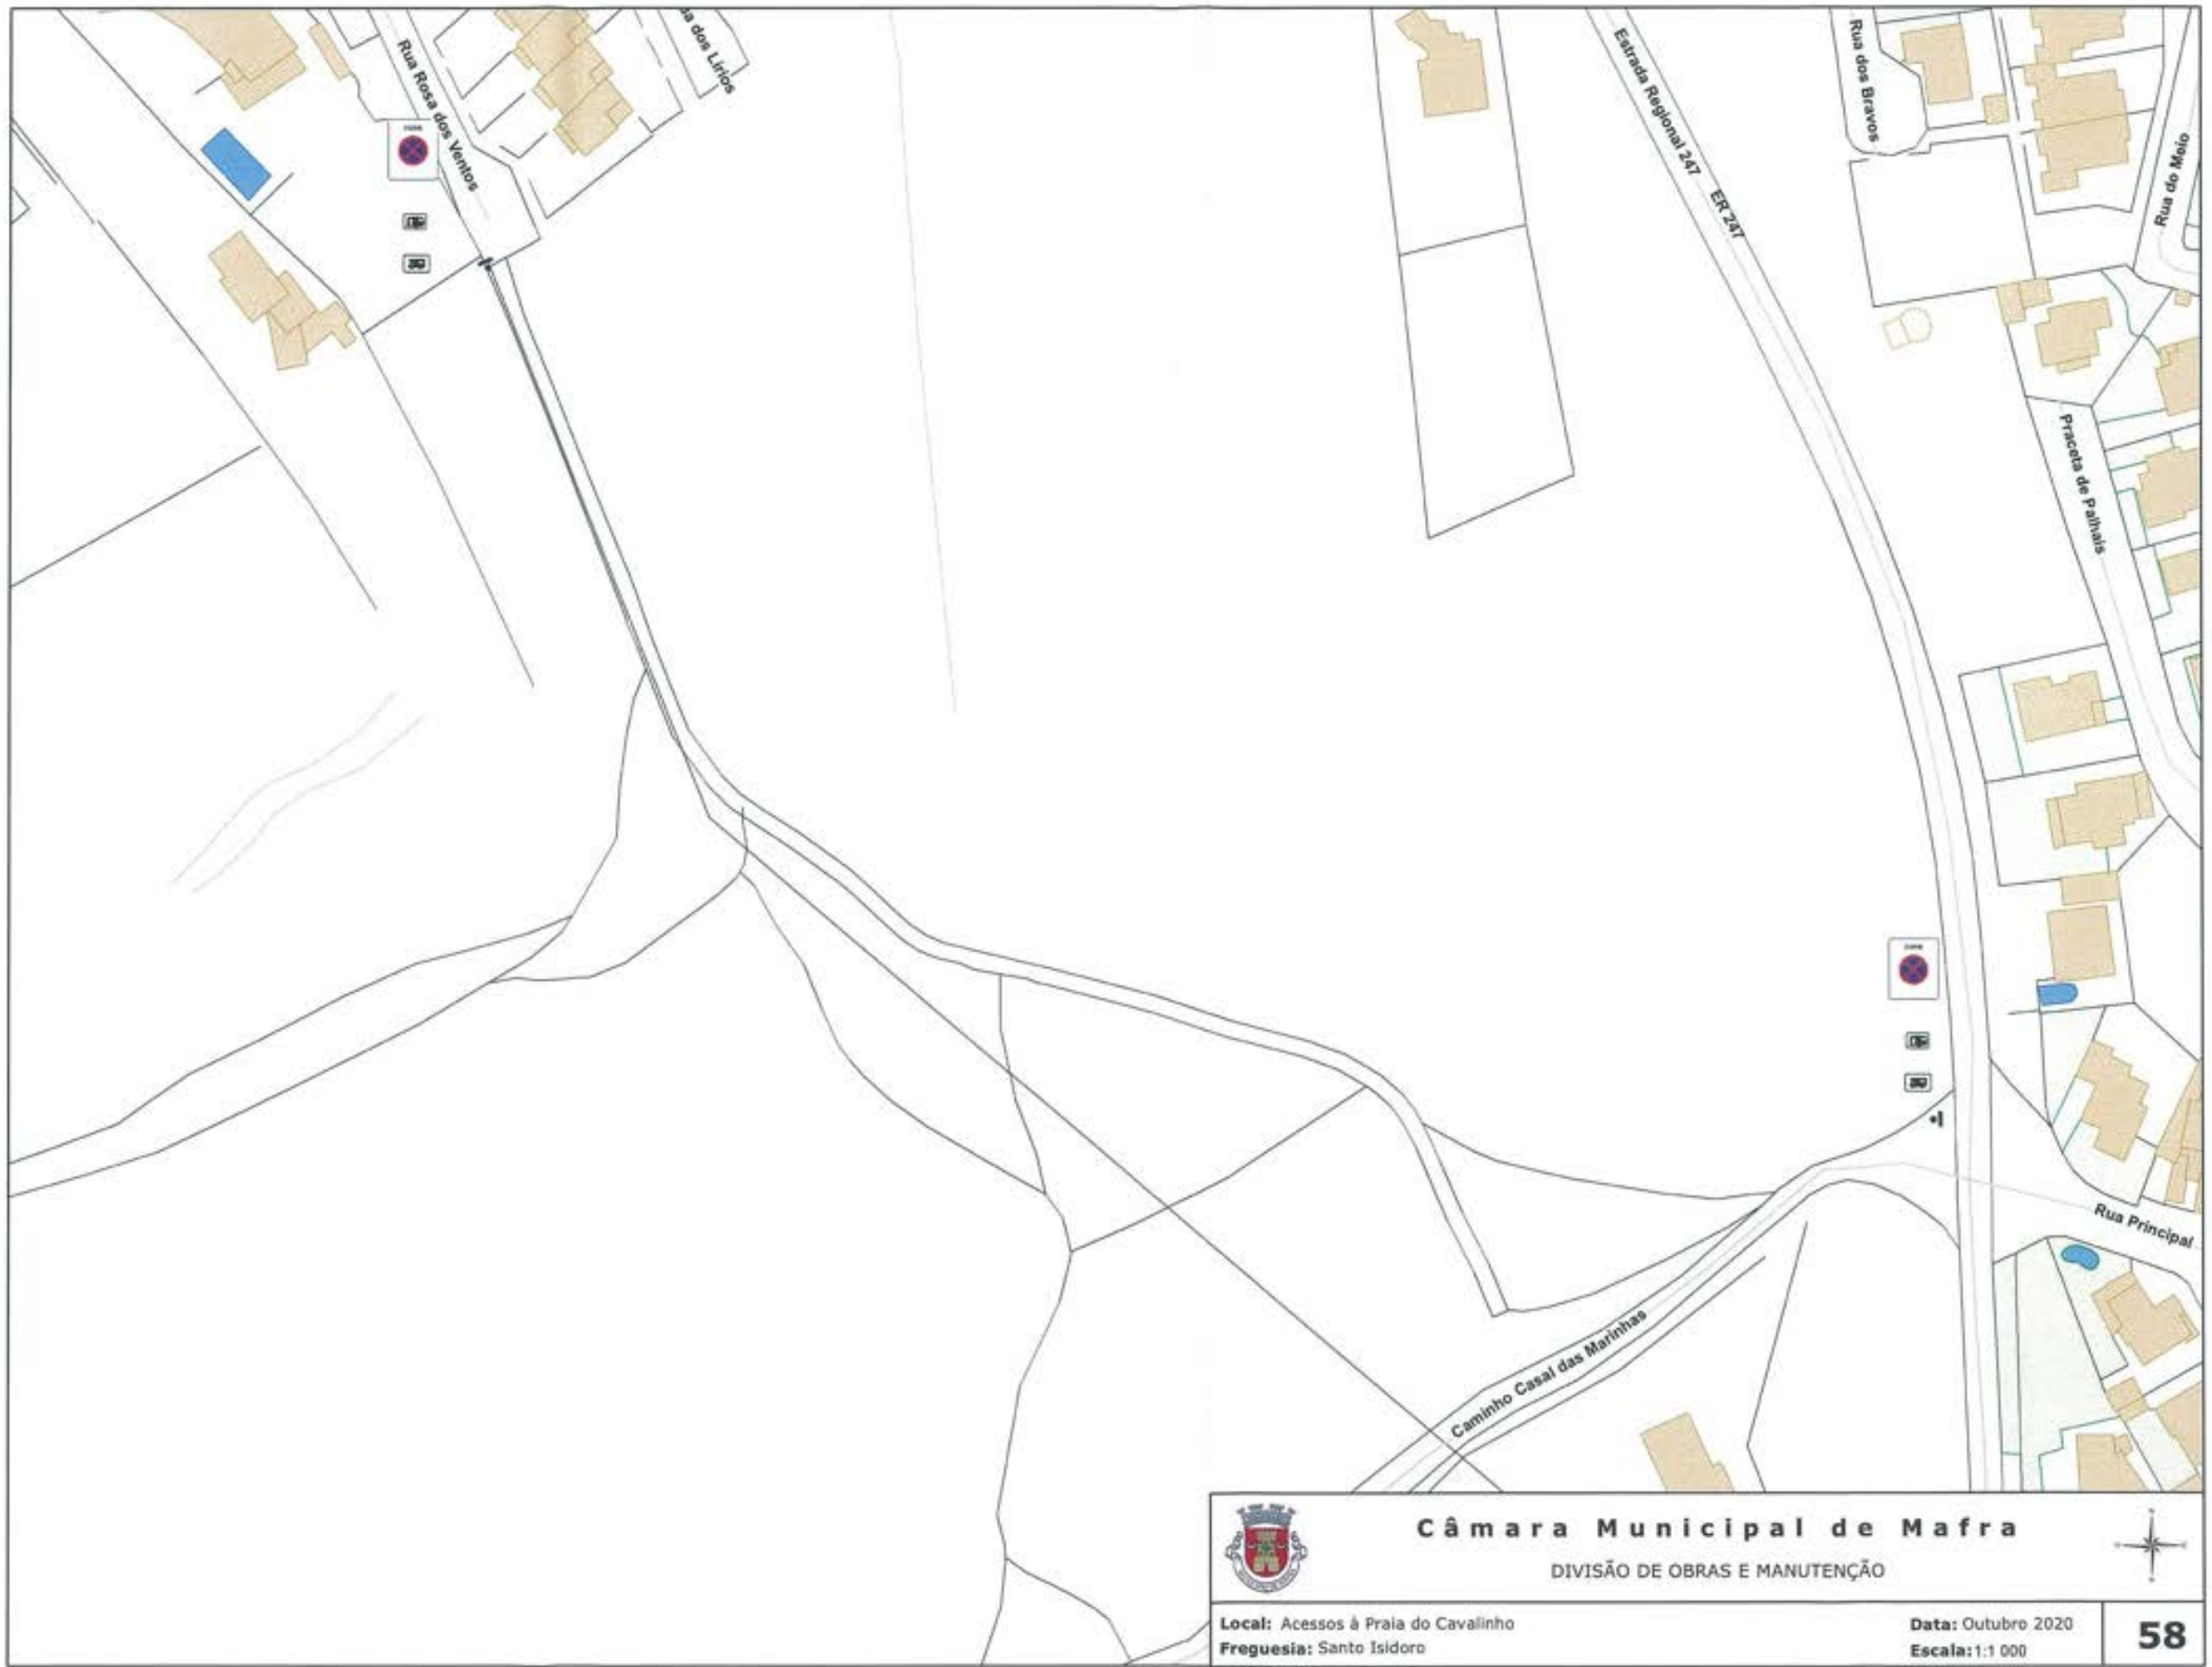 Rua Rosa dos Ventos
a dos Lírios
Estrada Regional 247
ER 247
Rua dos Bravos
Rua do Meio
Praceta de Palhais
Rua Principal
Caminho Casal das Marinhas
Câmara Municipal de Mafra
DIVISÃO DE OBRAS E MANUTENÇÃO
Local: Acessos à Praia do Cavalinho
Data: Outubro 2020
Freguesia: Santo Isidoro
Escala:1:1 000
58